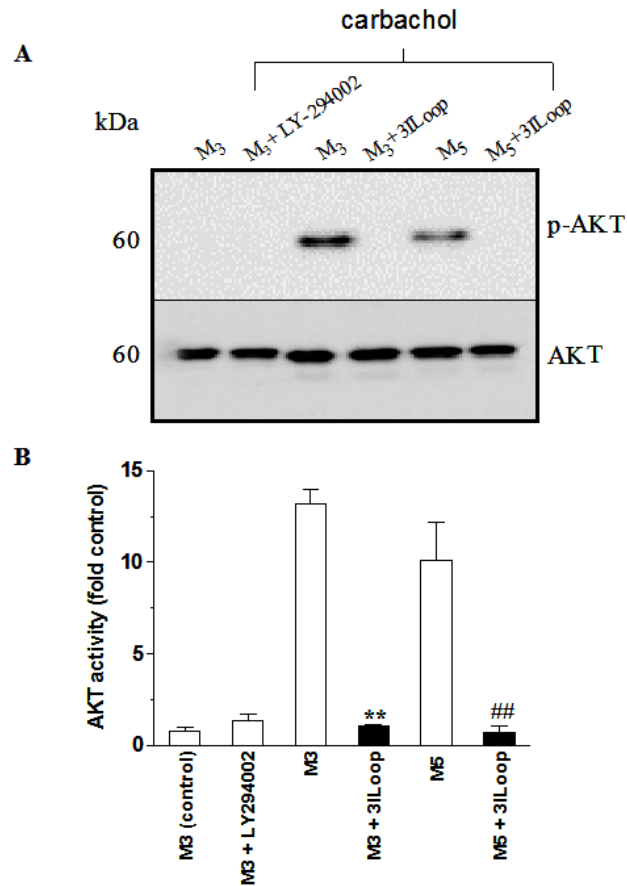 carbachol
A
kDa
M3 M3+LY-294002 M3 M3+3ILoop M5 M5+3ILoop
60 p-AKT
60 AKT
B
AKT activity (fold control)
15
10
5
0
** ##
M3 (control) M3 + LY294002 M3 M3 + 3ILoop M5 M5 + 3ILoop